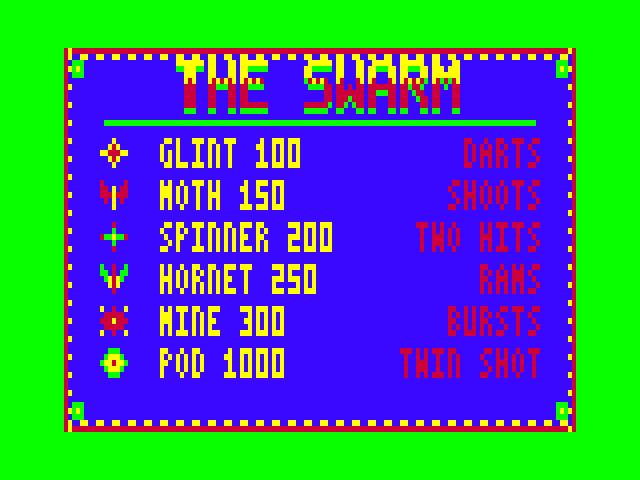 THE SWARM
GLINT 100 DARTS
MOTH 150 SHOOTS
SPINNER 200 TWO HITS
HORNET 250 RAMS
MINE 300 BURSTS
POD 1000 TWIN SHOT